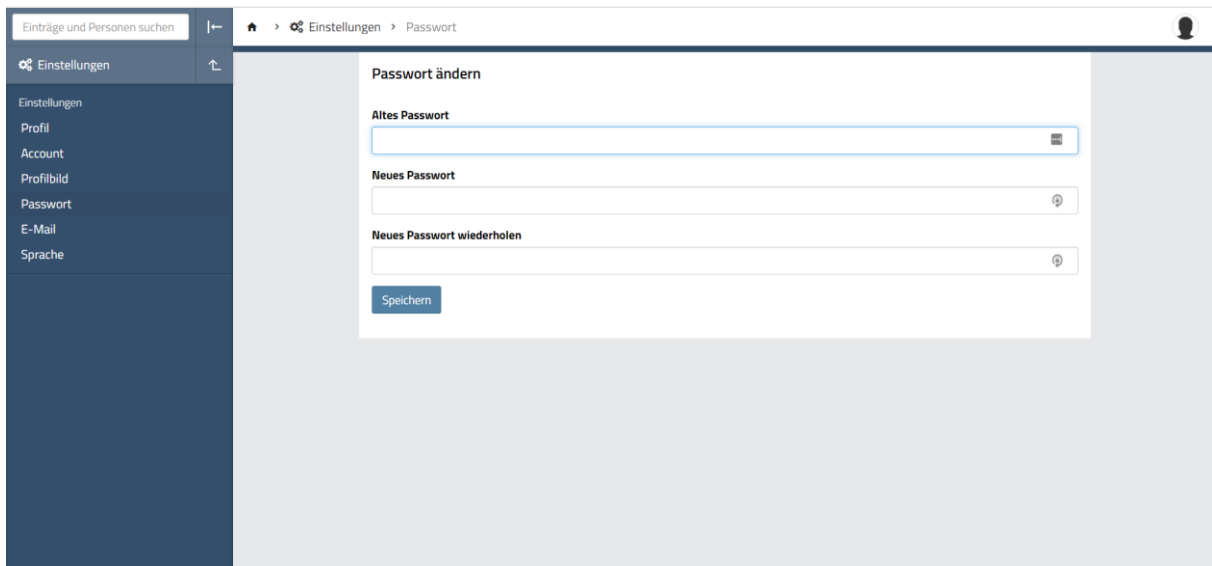 Einträge und Personen suchen
Einstellungen > Passwort
Einstellungen
Einstellungen
Profil
Account
Profilbild
Passwort
E-Mail
Sprache
Passwort ändern
Altes Passwort
Neues Passwort
Neues Passwort wiederholen
Speichern